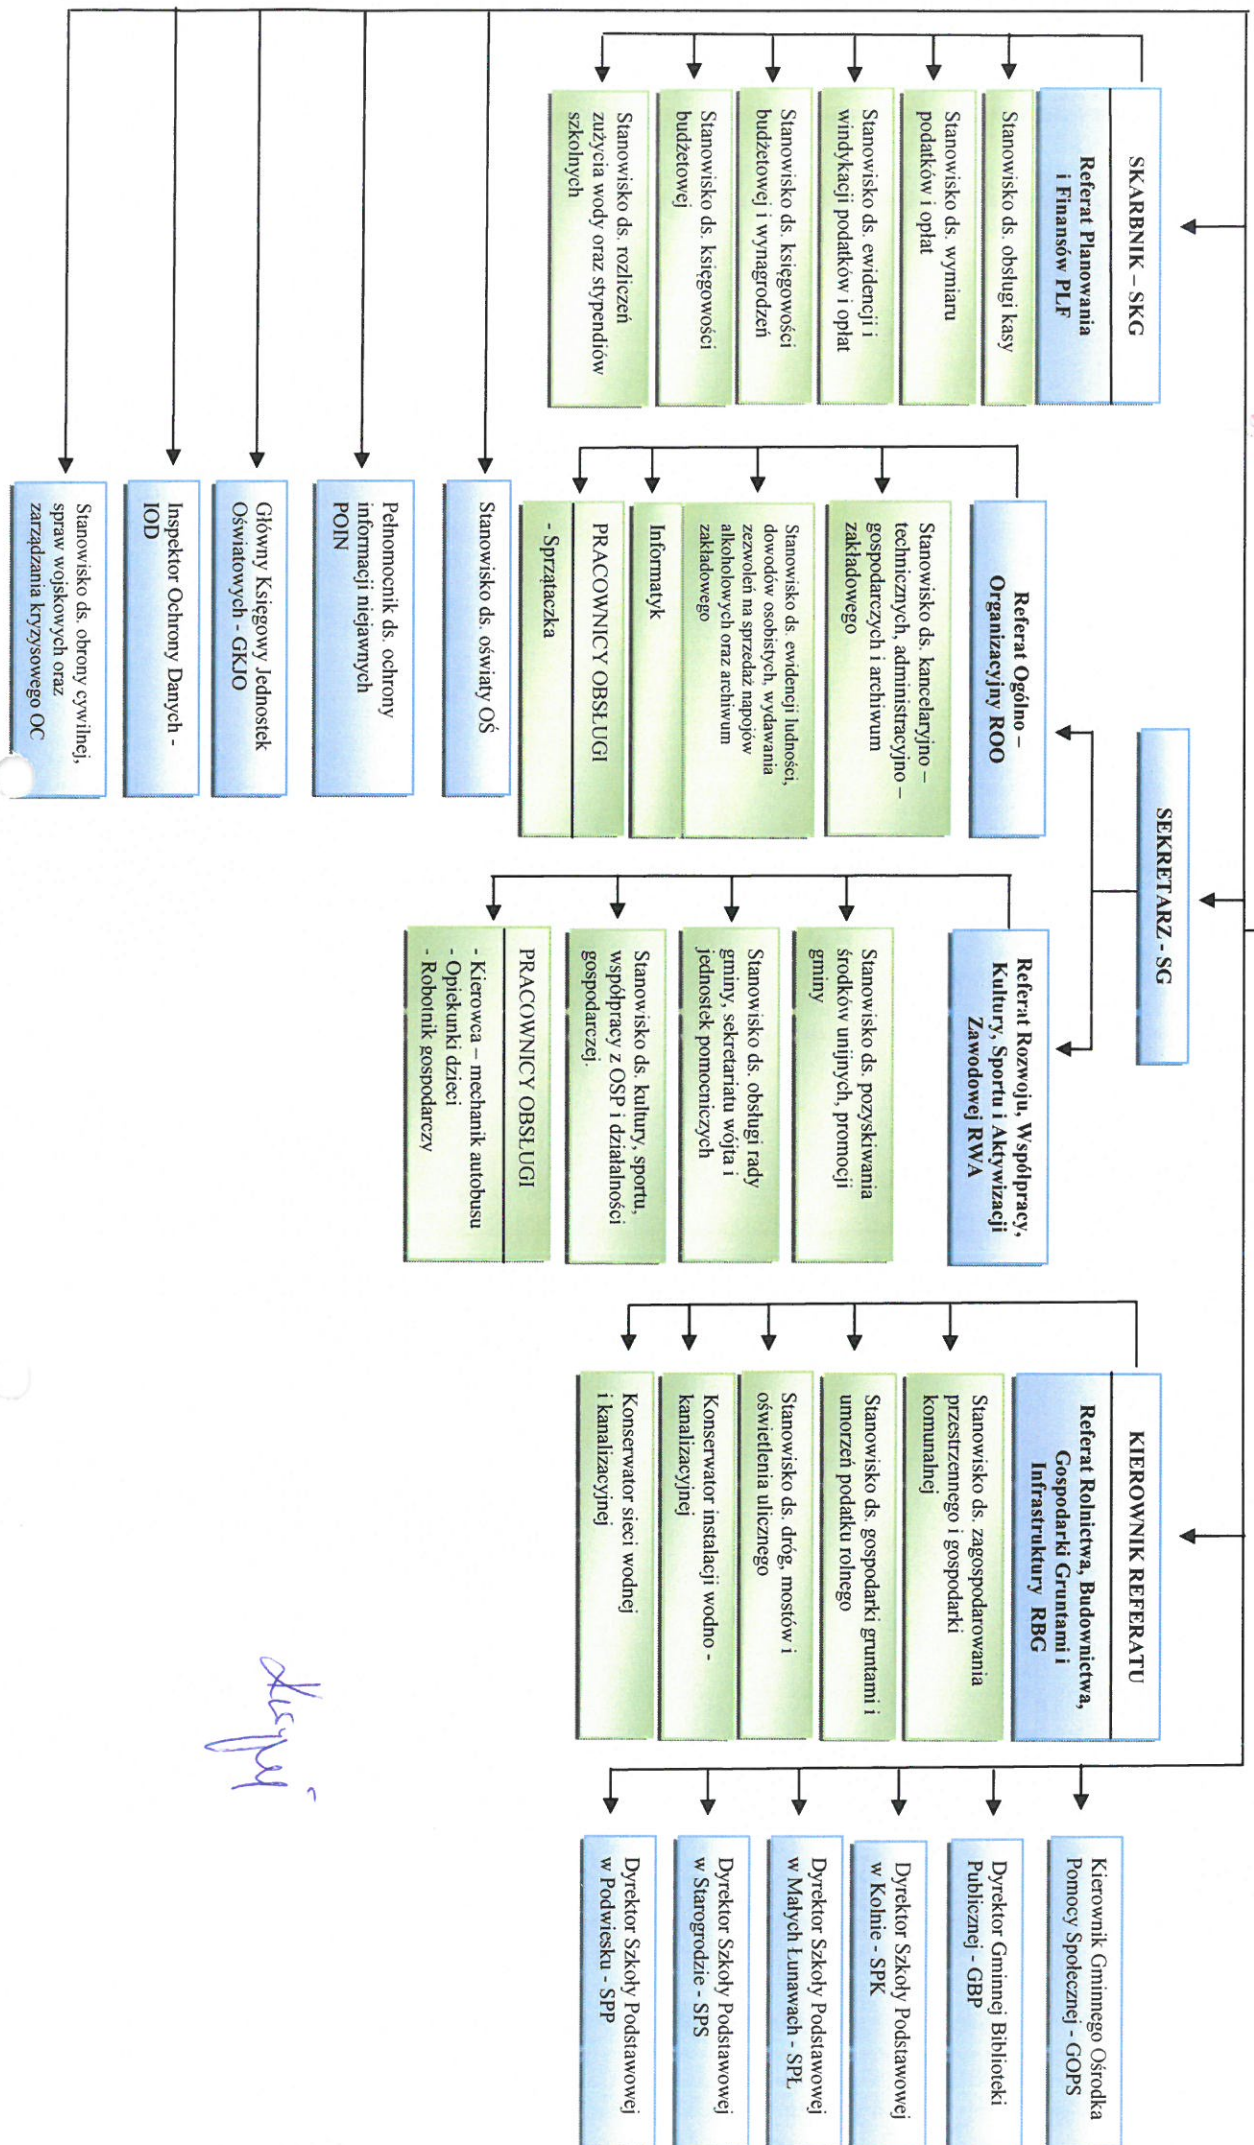 SKARBNIK – SKG
Referat Planowania
i Finansów PLF
Stanowisko ds. obsługi kasy
Stanowisko ds. wymiaru
podatków i opłat
Stanowisko ds. ewidencji i
windykacji podatków i opłat
Stanowisko ds. księgowości
budżetowej i wynagrodzeń
Stanowisko ds. księgowości
budżetowej
Stanowisko ds. rozliczeń
zużycia wody oraz stypendiów
szkolnych
SEKRETARZ - SG
Referat Ogólno –
Organizacyjny ROO
Stanowisko ds. kancelaryjno –
technicznych, administracyjno –
gospodarczych i archiwum
zakładowego
Stanowisko ds. ewidencji ludności,
dowodów osobistych, wydawania
zezwoleń na sprzedaż napojów
alkoholowych oraz archiwum
zakładowego
Informatyk
PRACOWNICY OBSŁUGI
- Sprzątaczka
Referat Rozwoju, Współpracy,
Kultury, Sportu i Aktywizacji
Zawodowej RWA
Stanowisko ds. pozyskiwania
środków unijnych, promocji
gminy
Stanowisko ds. obsługi rady
gminy, sekretariatu wójta i
jednostek pomocniczych
Stanowisko ds. kultury, sportu,
współpracy z OSP i działalności
gospodarczej.
PRACOWNICY OBSŁUGI
- Kierowca – mechanik autobusu
- Opiekunki dzieci
- Robotnik gospodarczy
KIEROWNIK REFERATU
Referat Rolnictwa, Budownictwa,
Gospodarki Gruntami i
Infrastruktury RBG
Stanowisko ds. zagospodarowania
przestrzennego i gospodarki
komunalnej
Stanowisko ds. gospodarki gruntami i
umorzeń podatku rolnego
Stanowisko ds. dróg, mostów i
oświetlenia ulicznego
Konserwator instalacji wodno -
kanalizacyjnej
Konserwator sieci wodnej
i kanalizacyjnej
Kierownik Gminnego Ośrodka
Pomocy Społecznej - GOPS
Dyrektor Gminnej Biblioteki
Publicznej - GBP
Dyrektor Szkoły Podstawowej
w Kolnie - SPK
Dyrektor Szkoły Podstawowej
w Małych Łunawach - SPŁ
Dyrektor Szkoły Podstawowej
w Starogrodzie - SPS
Dyrektor Szkoły Podstawowej
w Podwiesku - SPP
Stanowisko ds. oświaty OŚ
Pełnomocnik ds. ochrony
informacji niejawnych
POIN
Główny Księgowy Jednostek
Oświatowych - GKJO
Inspektor Ochrony Danych -
IOD
Stanowisko ds. obrony cywilnej,
spraw wojskowych oraz
zarządzania kryzysowego OC